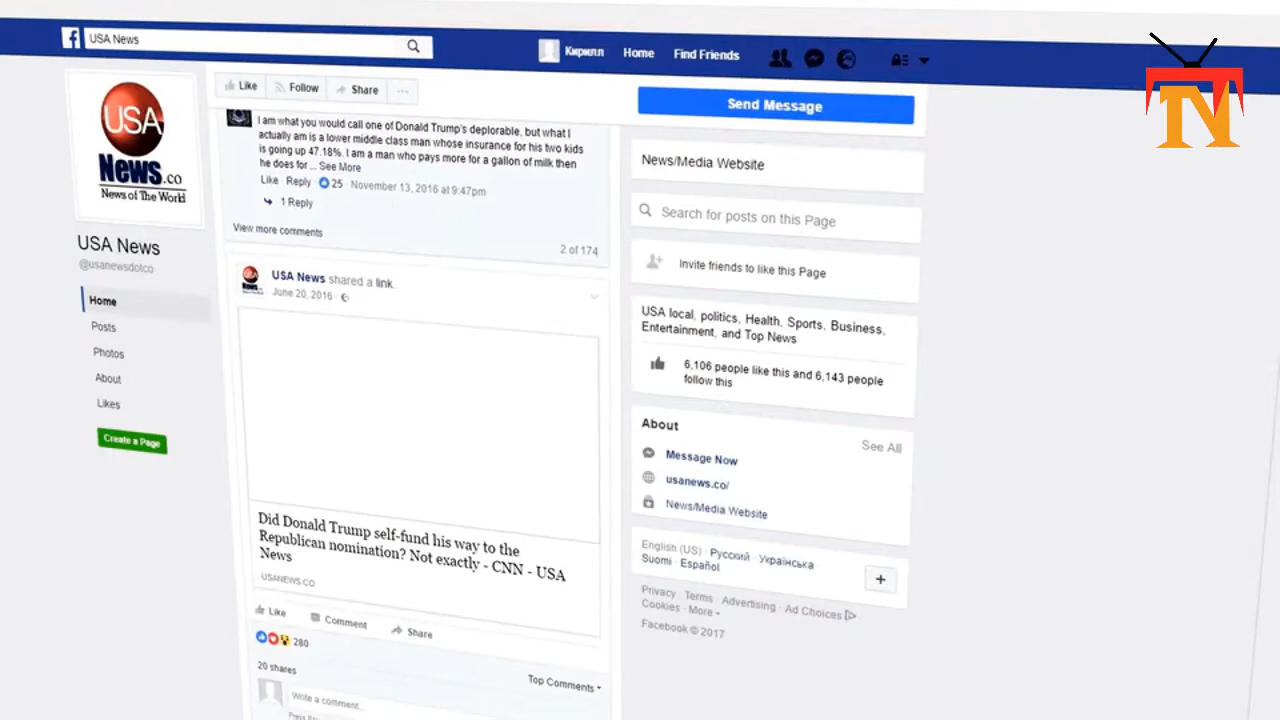 USA News
Кирилл
Home
Find Friends
TN
USA
News.co
News of The World
Like
Follow
Share
Send Message
I am what you would call one of Donald Trump's deplorable, but what I
actually am is a lower middle class man whose insurance for his two kids
is going up 47.18%. I am a man who pays more for a gallon of milk then
he does for ... See More
Like Reply 25 · November 13, 2016 at 9:47pm
1 Reply
View more comments
2 of 174
USA News
@usanewsdotco
Home
Posts
Photos
About
Likes
Create a Page
USA News shared a link.
June 20, 2016 ·
Did Donald Trump self-fund his way to the
Republican nomination? Not exactly - CNN - USA
News
USANEWS.CO
Like
Comment
Share
280
20 shares
Top Comments
Write a comment...
News/Media Website
Search for posts on this Page
Invite friends to like this Page
USA local, politics, Health, Sports, Business,
Entertainment, and Top News
6,106 people like this and 6,143 people
follow this
About
See All
Message Now
usanews.co/
News/Media Website
English (US) · Русский · Українська
Suomi · Español
Privacy · Terms · Advertising · Ad Choices
Cookies · More
Facebook © 2017